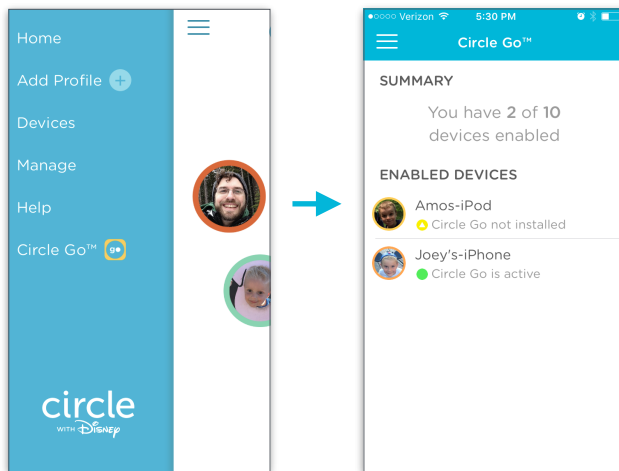 Home
Add Profile +
Devices
Manage
Help
Circle Go™ go
circle
WITH Disney
Verizon 5:30 PM
Circle Go™
SUMMARY
You have 2 of 10
devices enabled
ENABLED DEVICES
Amos-iPod
Circle Go not installed
Joey's-iPhone
Circle Go is active